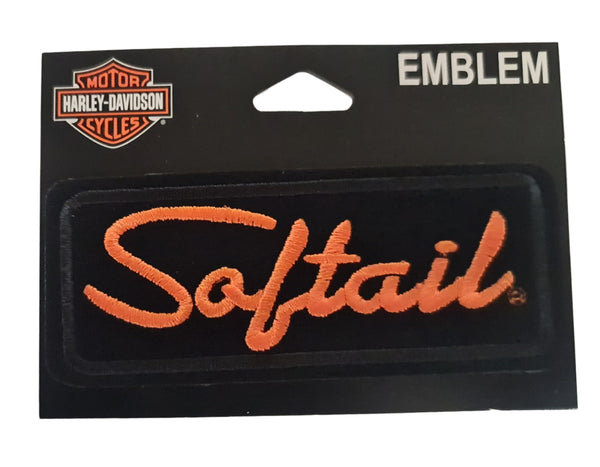 MOTOR
HARLEY-DAVIDSON
CYCLES®
EMBLEM
Softail®